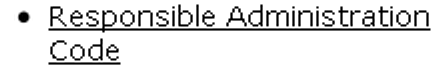 • Responsible Administration
Code